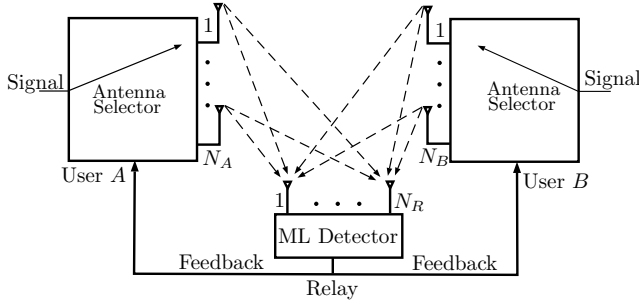 1
1
Signal
Antenna
Selector
Antenna
Selector
Signal
N_A
N_B
User A
User B
1
N_R
ML Detector
Feedback
Feedback
Relay